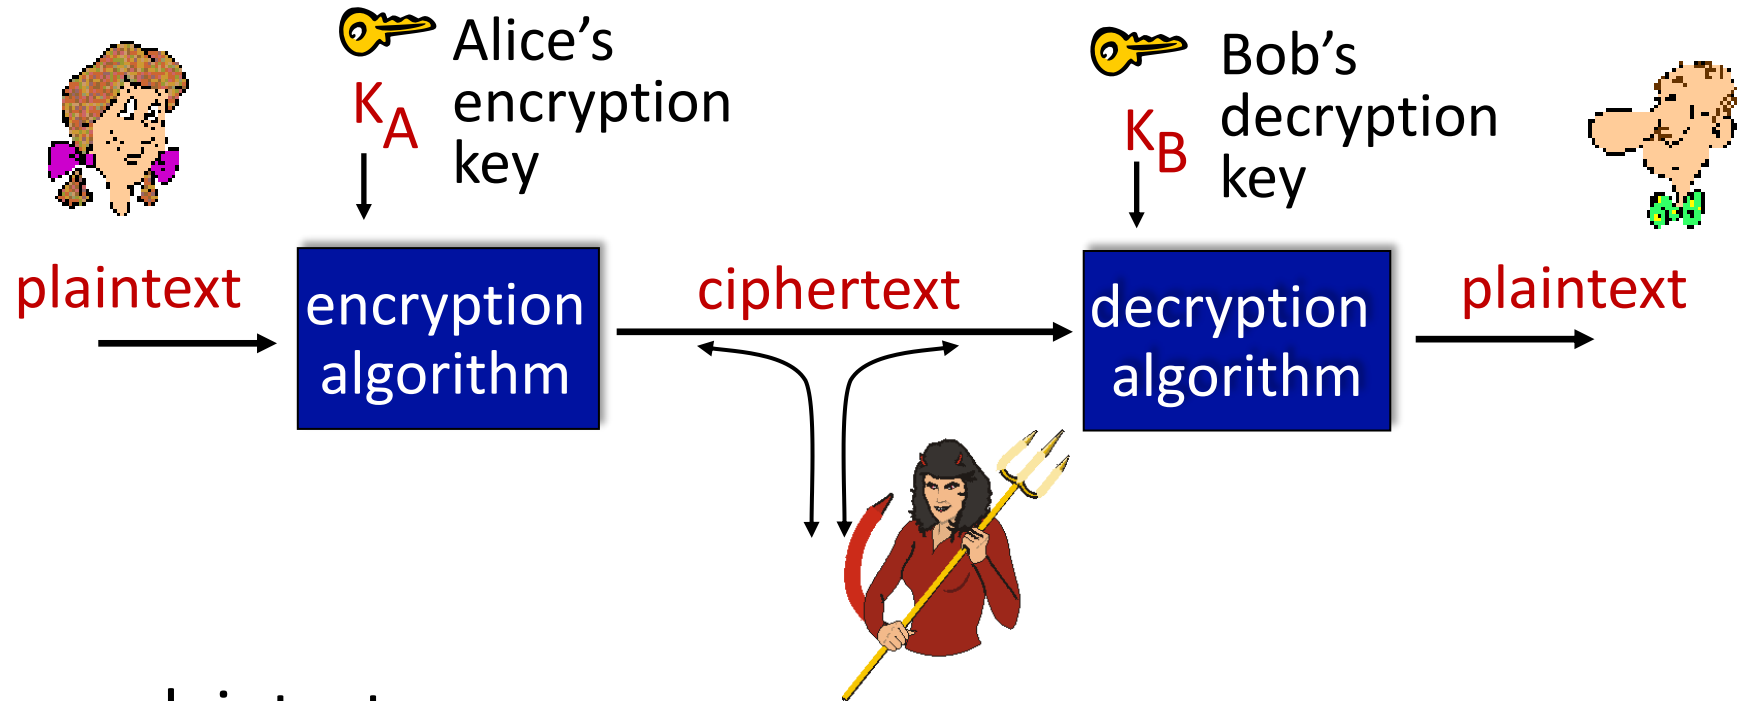 Alice’s
encryption
key
K
A
Bob’s
decryption
key
K
B
plaintext
encryption
algorithm
ciphertext
decryption
algorithm
plaintext